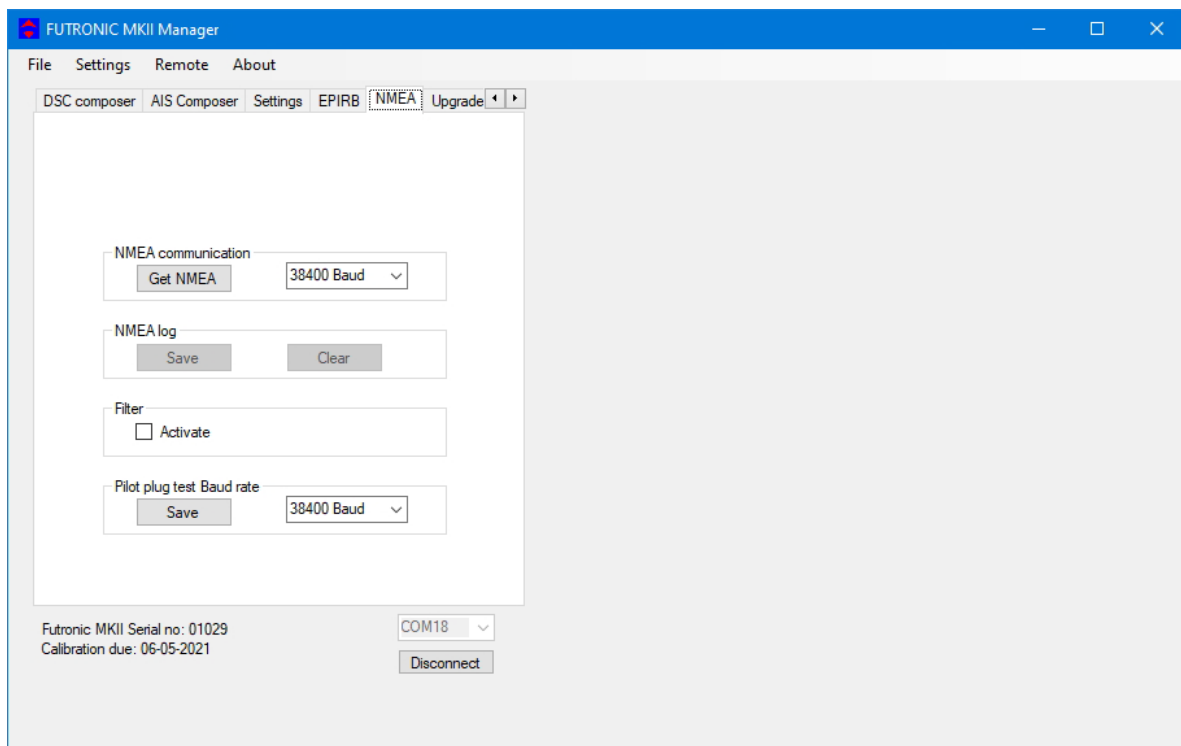 FUTRONIC MKII Manager
File Settings Remote About
DSC composer AIS Composer Settings EPIRB NMEA Upgrade
NMEA communication
Get NMEA 38400 Baud
NMEA log
Save Clear
Filter
Activate
Pilot plug test Baud rate
Save 38400 Baud
Futronic MKII Serial no: 01029 COM18
Calibration due: 06-05-2021
Disconnect